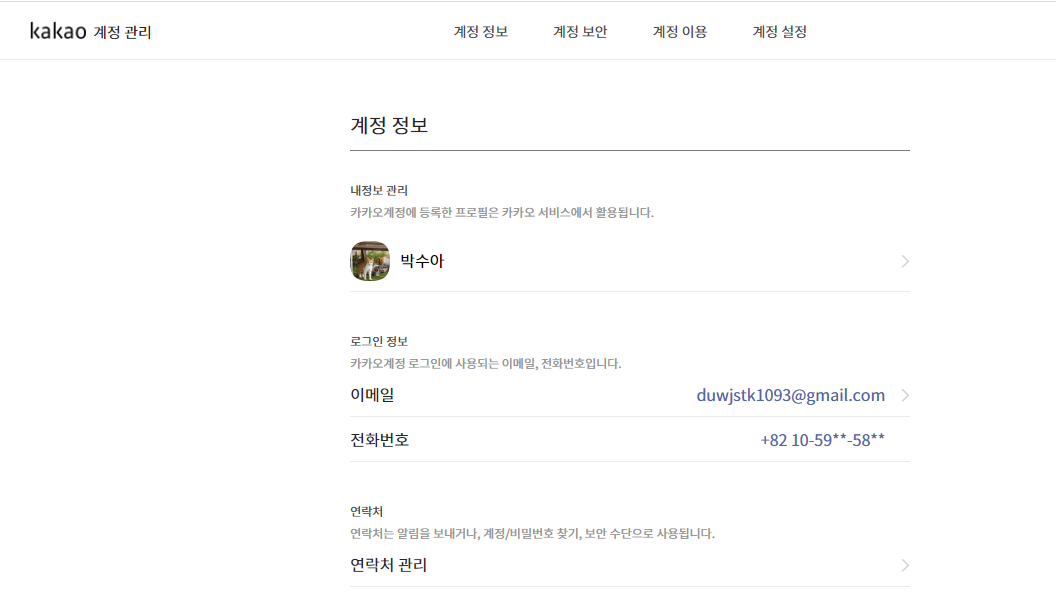 kakao 계정 관리
계정 정보 계정 보안 계정 이용 계정 설정
계정 정보
내정보 관리
카카오계정에 등록한 프로필은 카카오 서비스에서 활용됩니다.
박수아
로그인 정보
카카오계정 로그인에 사용되는 이메일, 전화번호입니다.
이메일 duwjstk1093@gmail.com
전화번호 +82 10-59**-58**
연락처
연락처는 알림을 보내거나, 계정/비밀번호 찾기, 보안 수단으로 사용됩니다.
연락처 관리